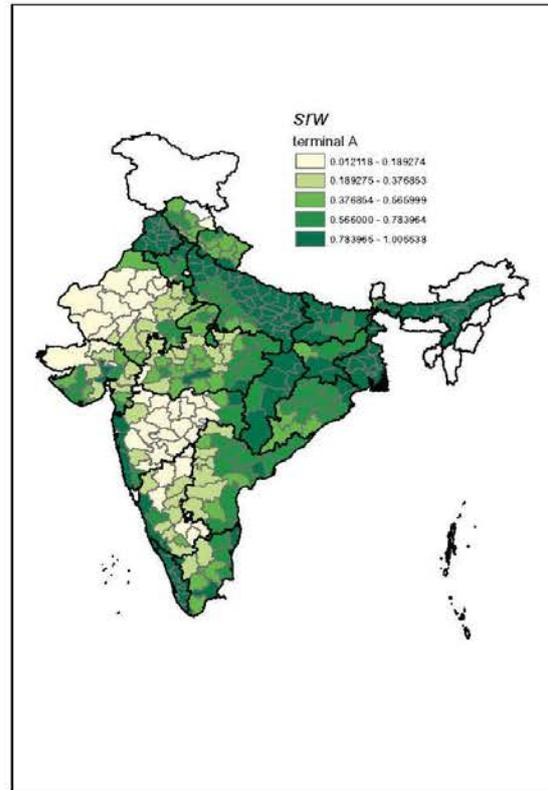 srw
terminal A
0.012118 - 0.189274
0.189275 - 0.376853
0.376854 - 0.565999
0.566000 - 0.783964
0.783965 - 1.005538